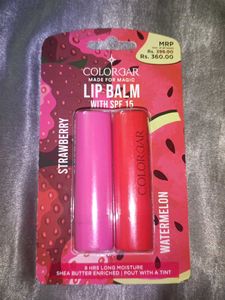 COLORBAR
MADE FOR MAGIC
LIP BALM
WITH SPF 15
MRP
Rs. 360.00
STRAWBERRY
COLORBAR
WATERMELON
8 HRS LONG MOISTURE
SHEA BUTTER ENRICHED | POUT WITH A TINT